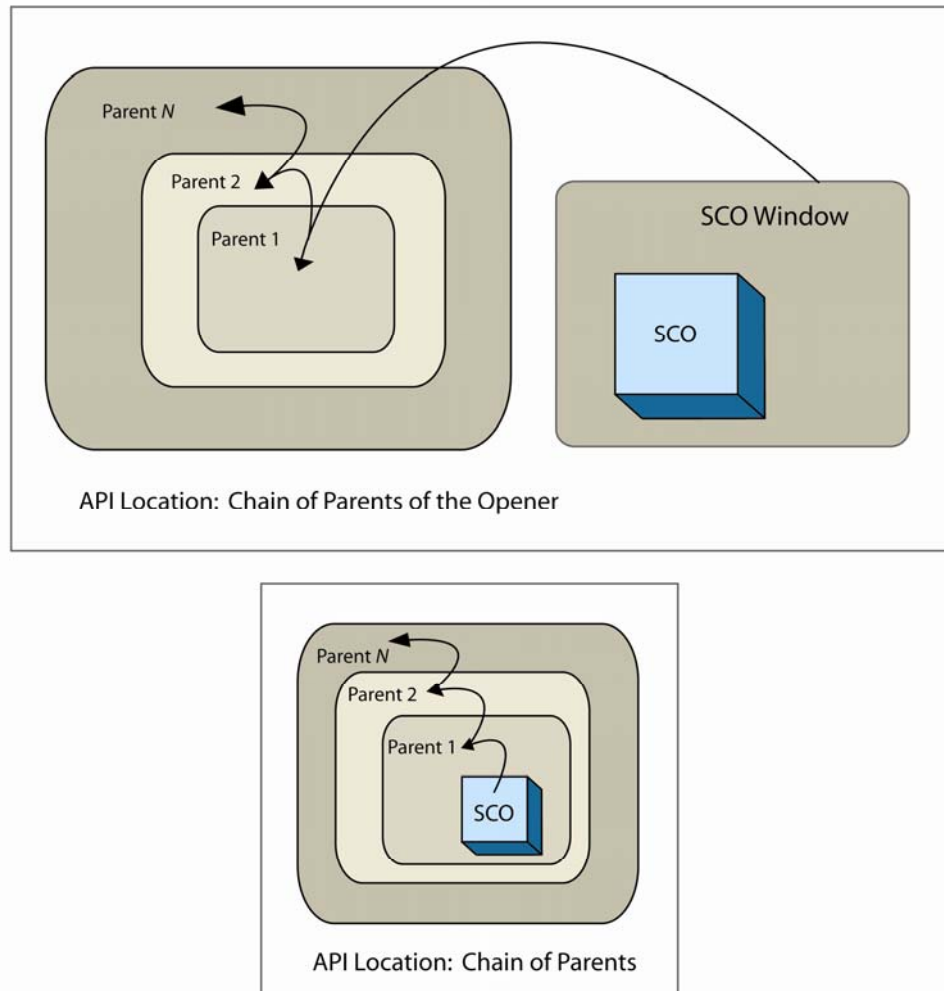 Parent N
Parent 2
Parent 1
SCO Window
SCO
API Location: Chain of Parents of the Opener
Parent N
Parent 2
Parent 1
SCO
API Location: Chain of Parents